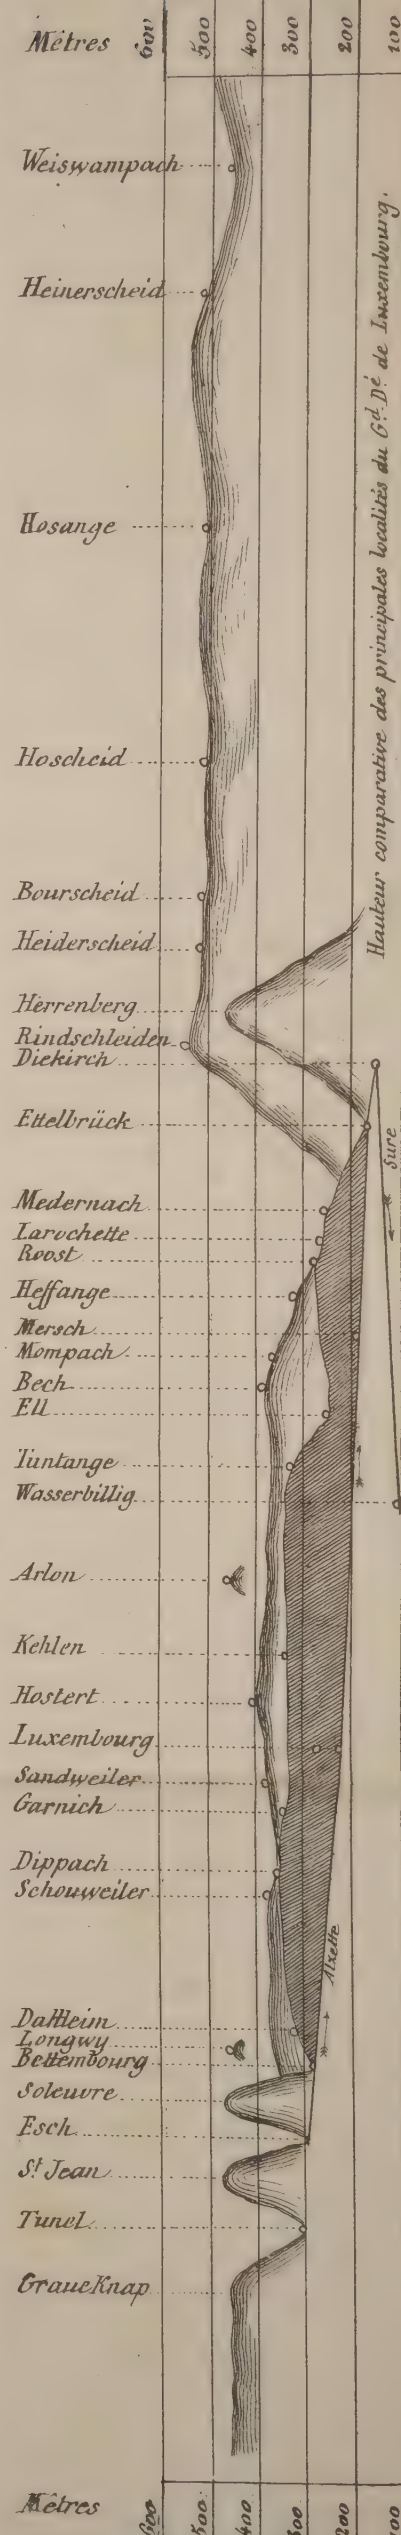 Mètres 600 500 400 300 200 100
Hauteur comparative des principales localités du Gd. Dé de Luxembourg.
Weiswampach
Heinerscheid
Hosange
Hoscheid
Bourscheid
Heiderscheid
Herrenberg
Rindschleiden
Diekirch
Ettelbrück
Sure
Medernach
Larochette
Roost
Heffange
Mersch
Mompach
Bech
Ell
Tuntange
Wasserbillig
Arlon
Kehlen
Hostert
Luxembourg
Sandweiler
Garnich
Dippach
Schouweiler
Alzette
Dalheim
Longwy
Bettembourg
Soleuvre
Esch
St Jean
Tunel
Graue Knap
Mètres 600 500 400 300 200 100